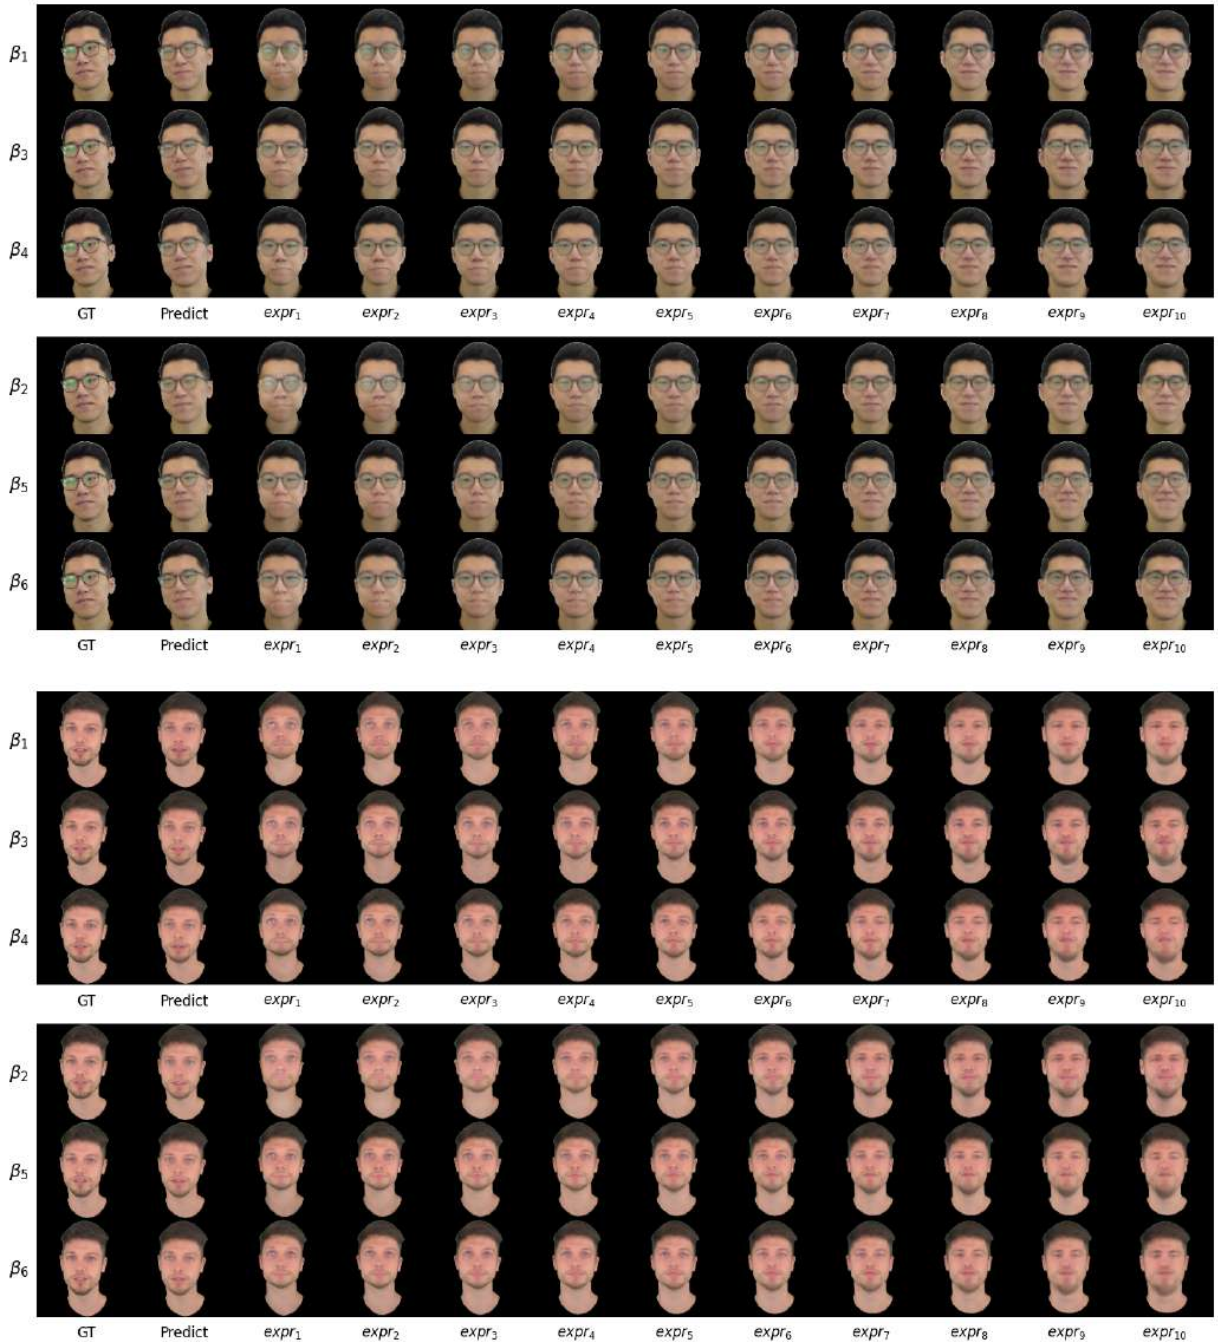 β₁
β₃
β₄
GT Predict expr₁ expr₂ expr₃ expr₄ expr₅ expr₆ expr₇ expr₈ expr₉ expr₁₀
β₂
β₅
β₆
GT Predict expr₁ expr₂ expr₃ expr₄ expr₅ expr₆ expr₇ expr₈ expr₉ expr₁₀
β₁
β₃
β₄
GT Predict expr₁ expr₂ expr₃ expr₄ expr₅ expr₆ expr₇ expr₈ expr₉ expr₁₀
β₂
β₅
β₆
GT Predict expr₁ expr₂ expr₃ expr₄ expr₅ expr₆ expr₇ expr₈ expr₉ expr₁₀